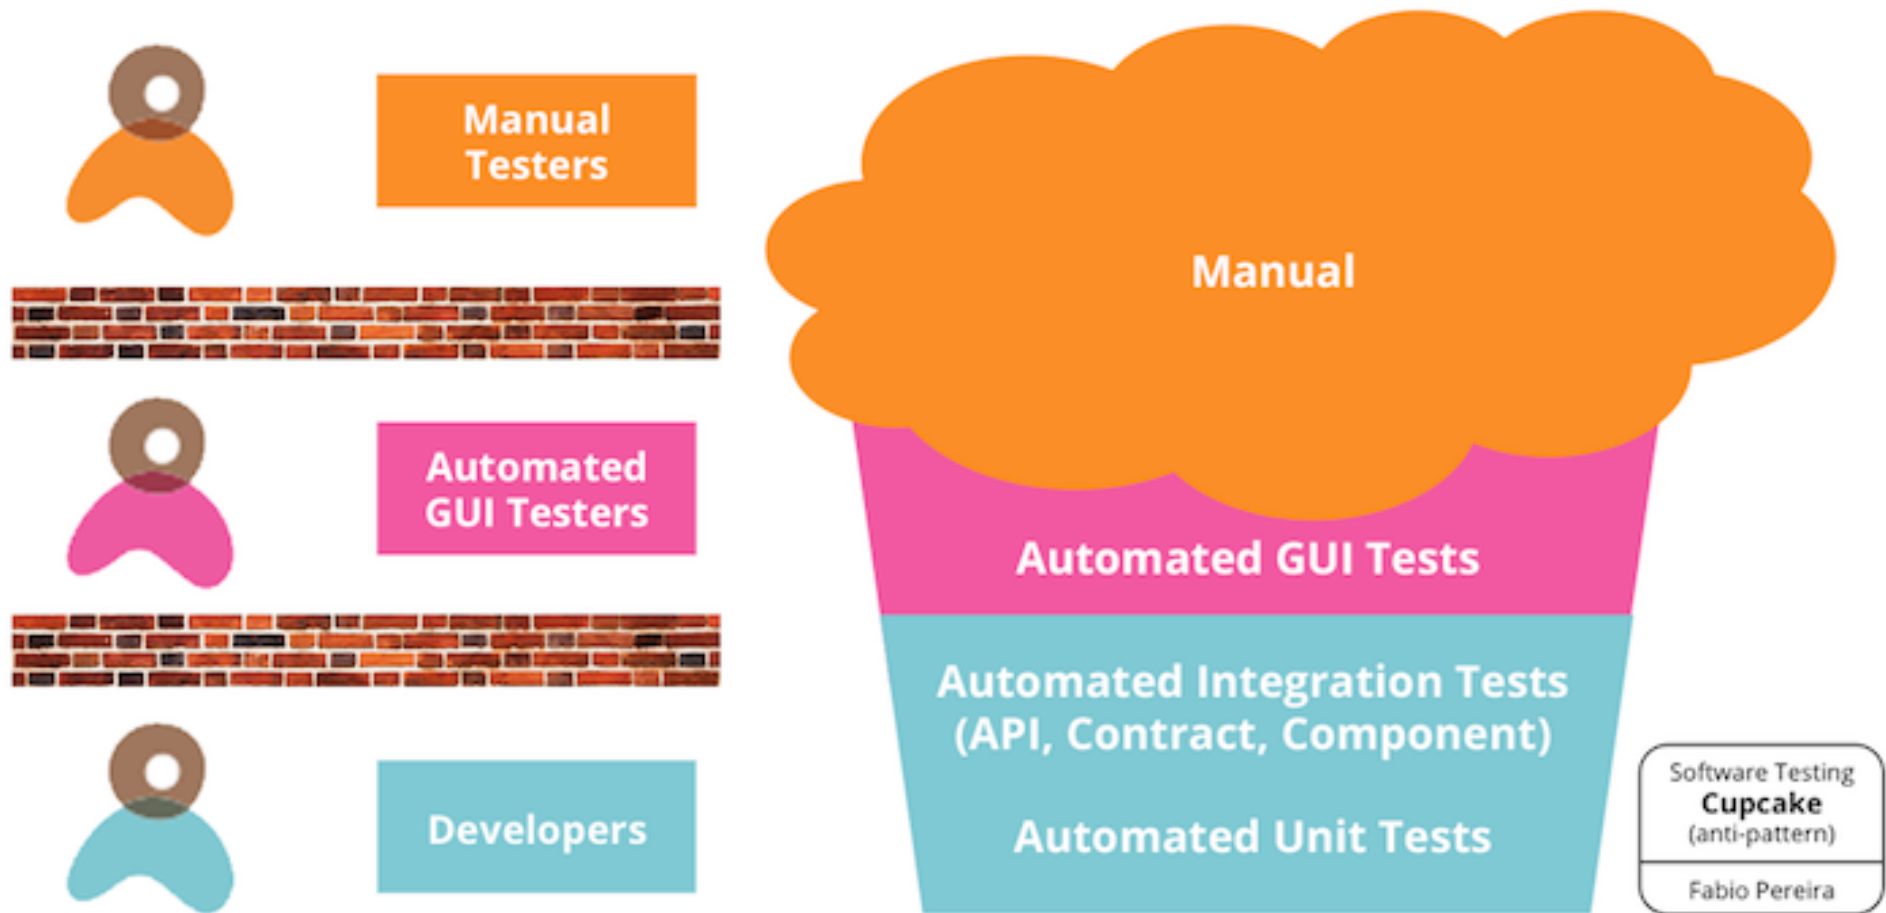 Manual
Testers
Automated
GUI Testers
Developers
Manual
Automated GUI Tests
Automated Integration Tests
(API, Contract, Component)
Automated Unit Tests
Software Testing
Cupcake
(anti-pattern)
Fabio Pereira